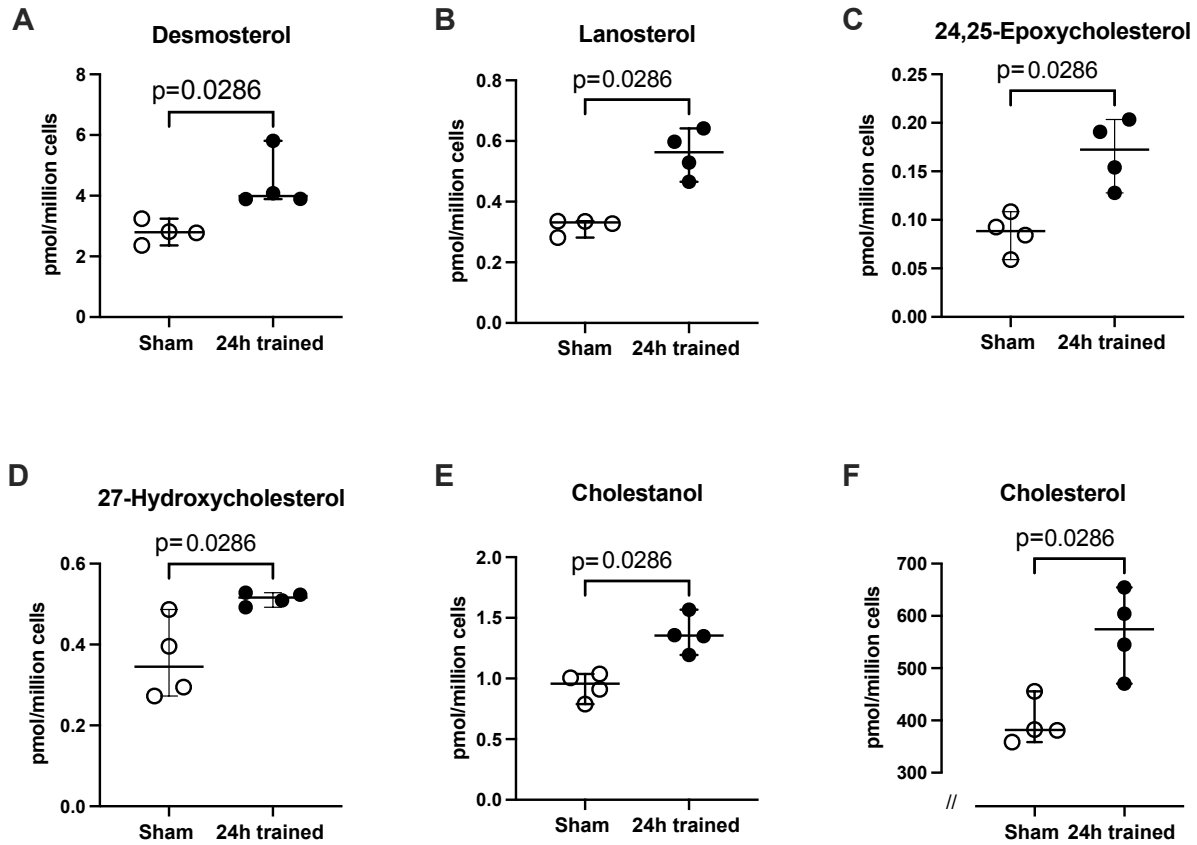 A
Desmosterol
p=0.0286
pmol/million cells
8
6
4
2
0
Sham
24h trained
B
Lanosterol
p=0.0286
pmol/million cells
0.8
0.6
0.4
0.2
0.0
Sham
24h trained
C
24,25-Epoxycholesterol
p=0.0286
pmol/million cells
0.25
0.20
0.15
0.10
0.05
0.00
Sham
24h trained
D
27-Hydroxycholesterol
p=0.0286
pmol/million cells
0.6
0.4
0.2
0.0
Sham
24h trained
E
Cholestanol
p=0.0286
pmol/million cells
2.0
1.5
1.0
0.5
0.0
Sham
24h trained
F
Cholesterol
p=0.0286
pmol/million cells
700
600
500
400
300
//
Sham
24h trained